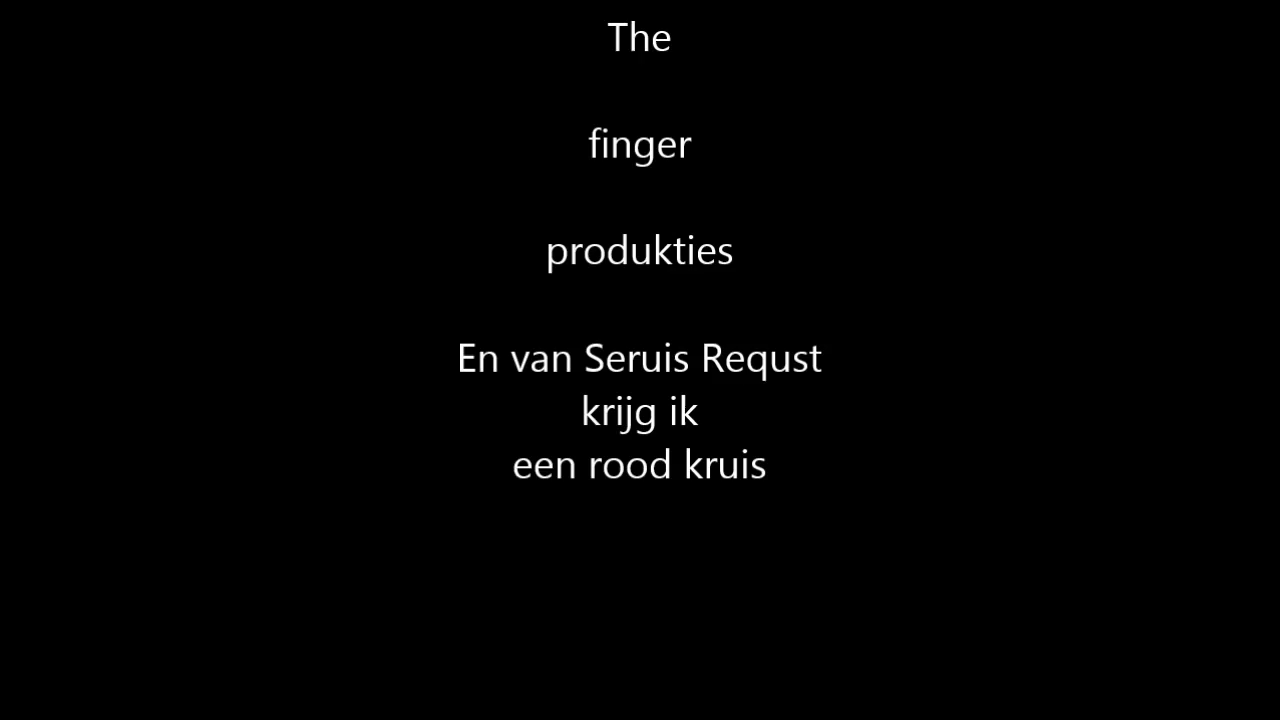 The
finger
produkties
En van Seruis Requst
krijg ik
een rood kruis